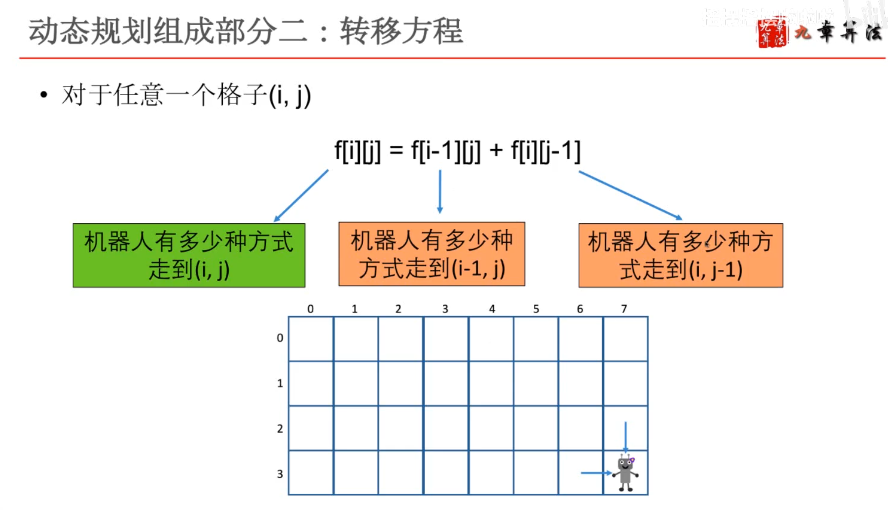 动态规划组成部分二：转移方程
九章算法
• 对于任意一个格子(i, j)
f[i][j] = f[i-1][j] + f[i][j-1]
机器人有多少种方式
走到(i, j)
机器人有多少种
方式走到(i-1, j)
机器人有多少种方
式走到(i, j-1)
0 1 2 3 4 5 6 7
0
1
2
3